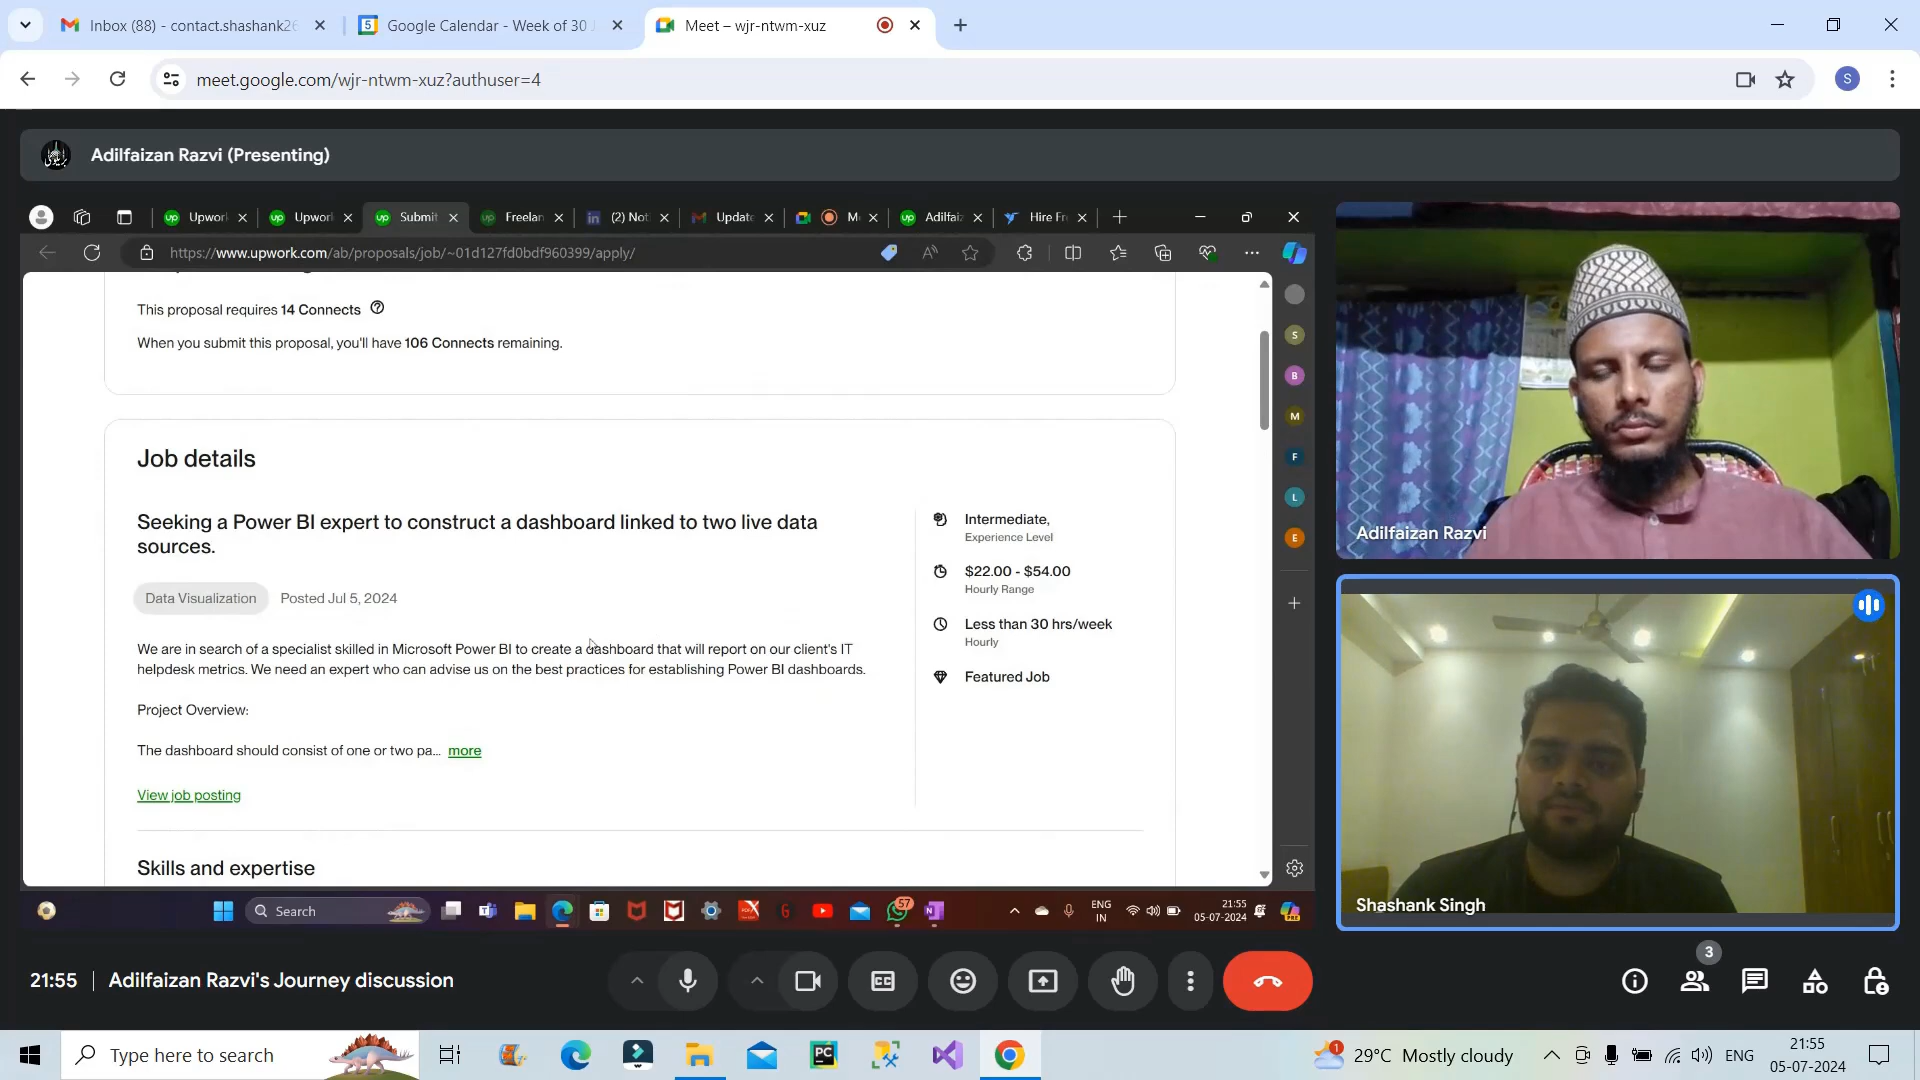 Inbox (88) - contact.shashank26
Google Calendar - Week of 30 J
Meet – wjr-ntwm-xuz
meet.google.com/wjr-ntwm-xuz?authuser=4
S
Adilfaizan Razvi (Presenting)
Upwor
Upwor
Submit
Freelan
(2) Not
Update
M
Adilfai
Hire Fr
https://www.upwork.com/ab/proposals/job/~01d127fd0bdf960399/apply/
This proposal requires 14 Connects
When you submit this proposal, you'll have 106 Connects remaining.
Job details
Seeking a Power BI expert to construct a dashboard linked to two live data
sources.
Data Visualization
Posted Jul 5, 2024
We are in search of a specialist skilled in Microsoft Power BI to create a dashboard that will report on our client's IT
helpdesk metrics. We need an expert who can advise us on the best practices for establishing Power BI dashboards.
Project Overview:
The dashboard should consist of one or two pa... more
View job posting
Intermediate,
Experience Level
$22.00 - $54.00
Hourly Range
Less than 30 hrs/week
Hourly
Featured Job
Skills and expertise
S
B
M
F
L
E
Adilfaizan Razvi
Shashank Singh
Search
57
ENG
IN
21:55
05-07-2024
21:55
Adilfaizan Razvi's Journey discussion
3
Type here to search
1
29°C Mostly cloudy
ENG
21:55
05-07-2024